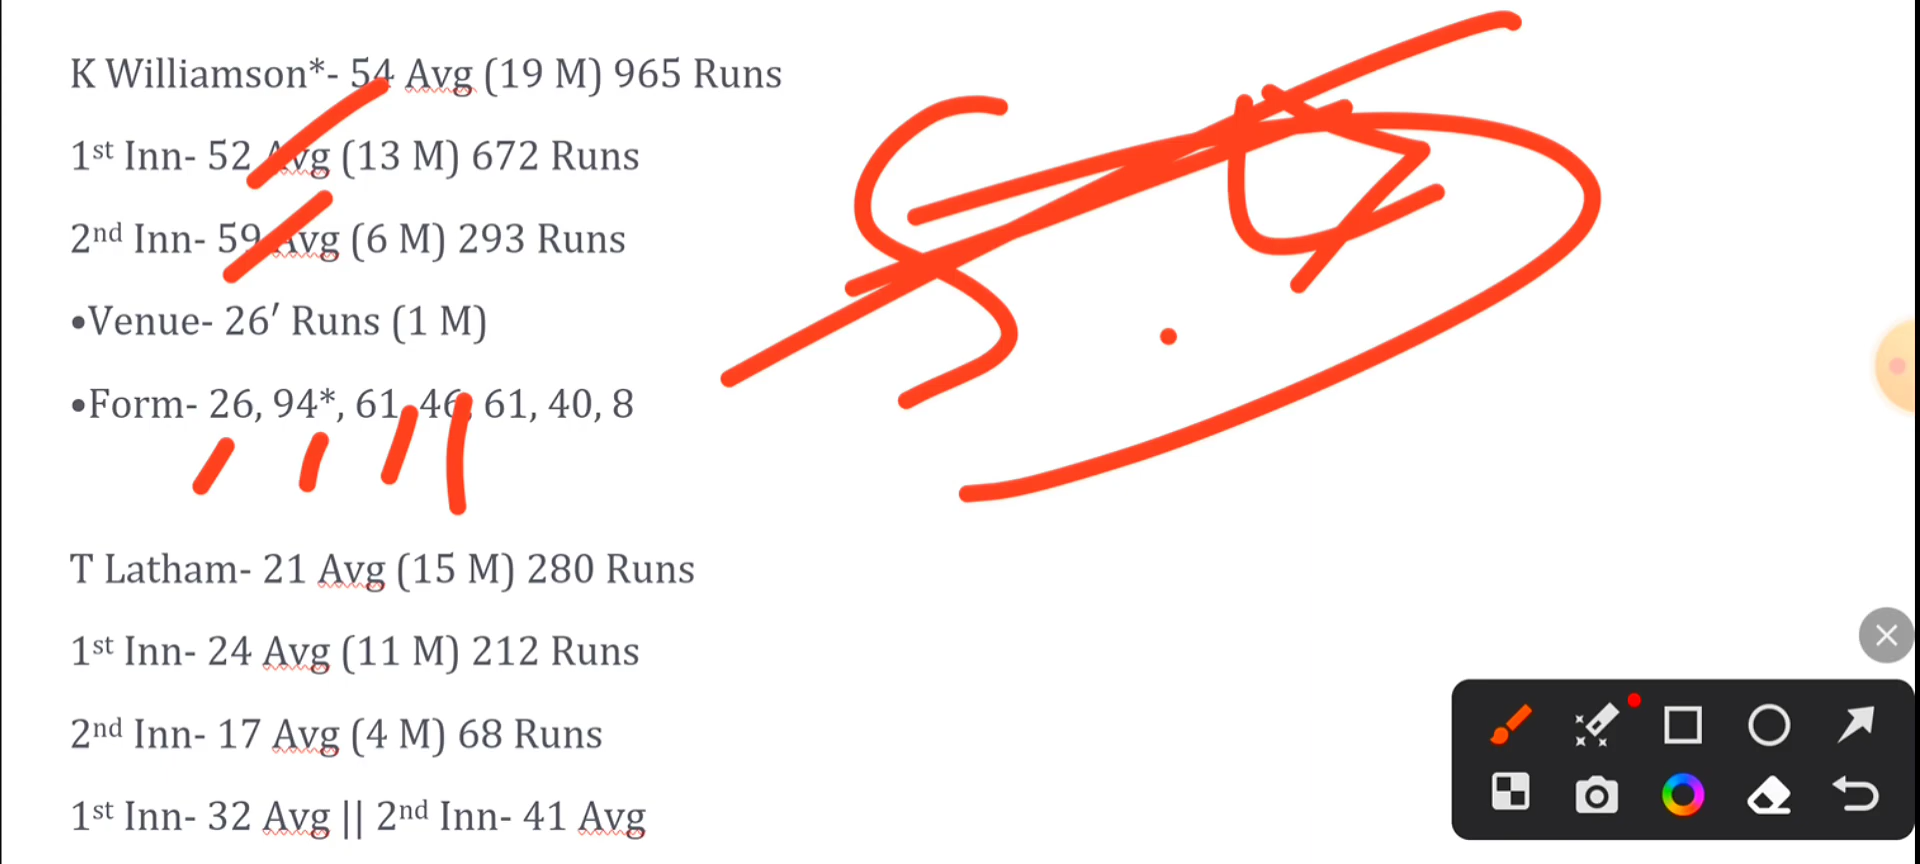 K Williamson*- 54 Avg (19 M) 965 Runs
1st Inn- 52 Avg (13 M) 672 Runs
2nd Inn- 59 Avg (6 M) 293 Runs
•Venue- 26′ Runs (1 M)
•Form- 26, 94*, 61, 46, 61, 40, 8
T Latham- 21 Avg (15 M) 280 Runs
1st Inn- 24 Avg (11 M) 212 Runs
2nd Inn- 17 Avg (4 M) 68 Runs
1st Inn- 32 Avg || 2nd Inn- 41 Avg